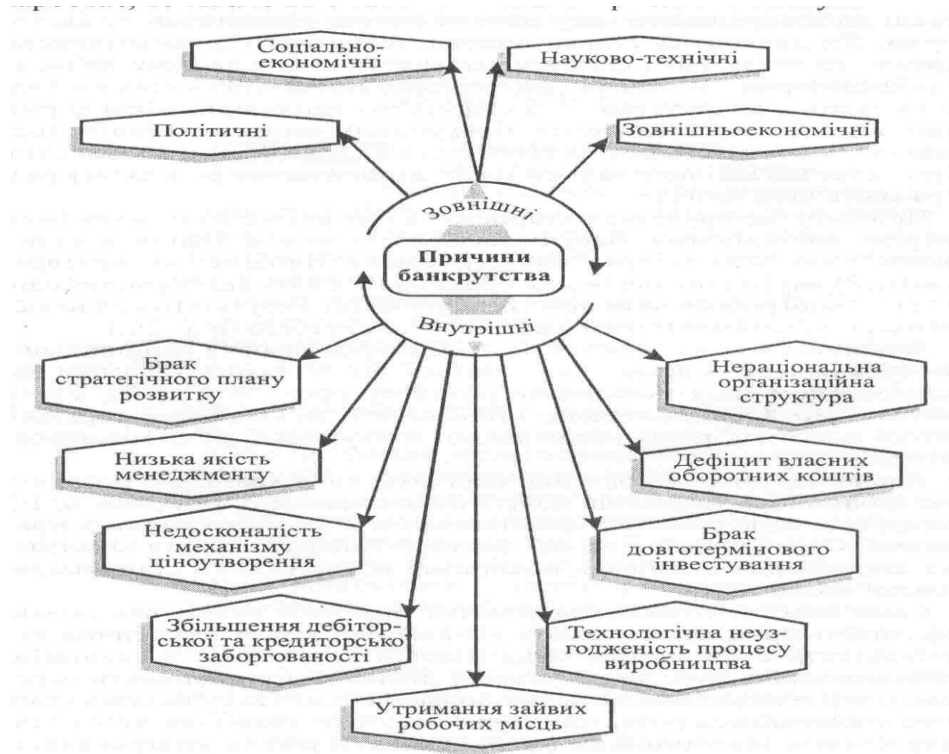 Соціально-
економічні
Науково-технічні
Політичні
Зовнішньоекономічні
Зовнішні
Причини
банкрутства
Внутрішні
Брак
стратегічного плану
розвитку
Нераціональна
організаційна
структура
Низька якість
менеджменту
Дефіцит власних
оборотних коштів
Недосконалість
механізму
ціноутворення
Брак
довготермінового
інвестування
Збільшення дебітор-
ської та кредиторської
заборгованості
Технологічна неуз-
годженість процесу
виробництва
Утримання зайвих
робочих місць